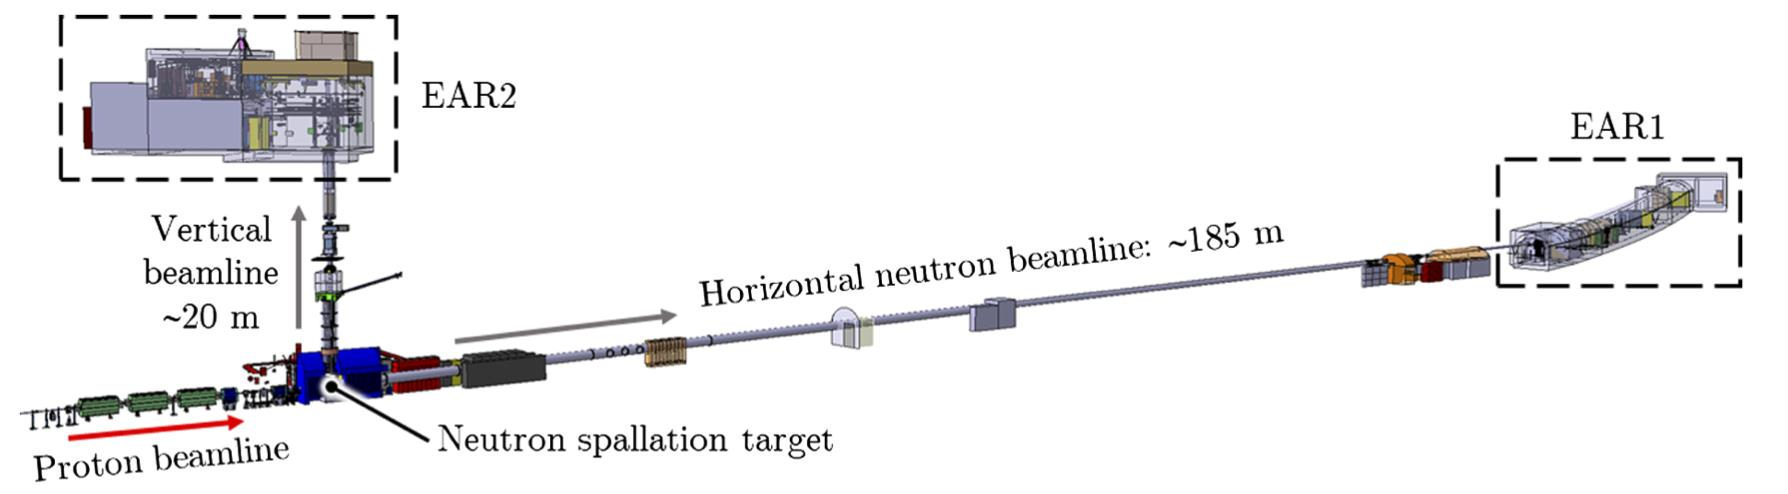 EAR2
EAR1
Vertical
beamline
~20 m
Horizontal neutron beamline: ~185 m
Neutron spallation target
Proton beamline